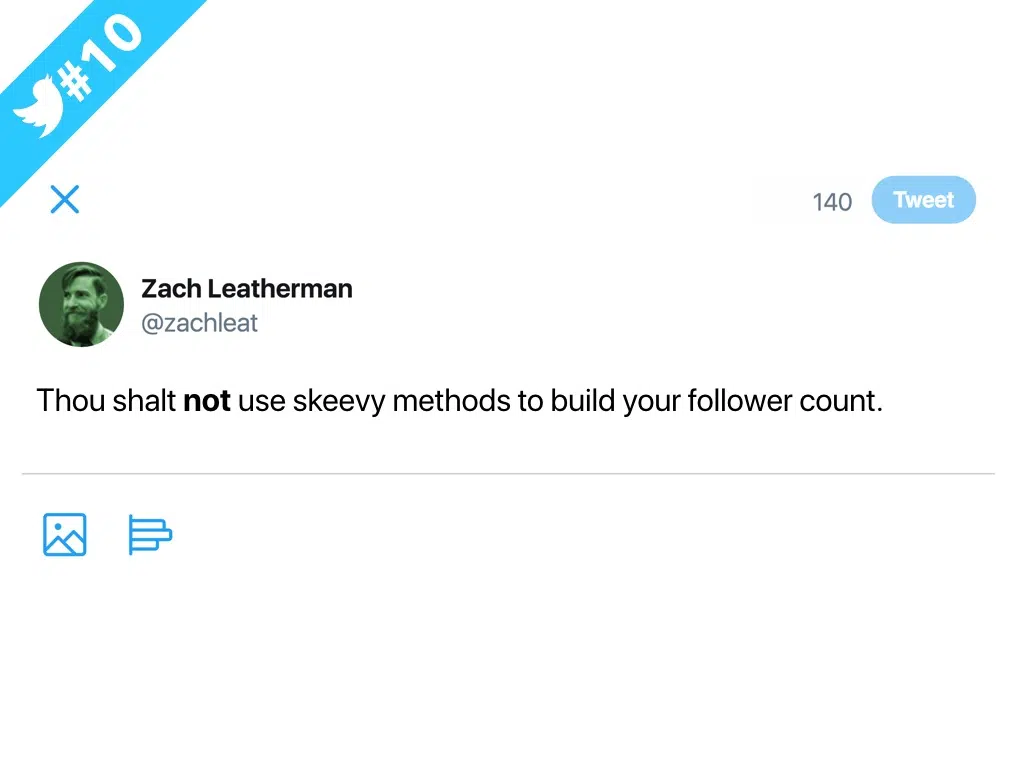 #10
140
Tweet
Zach Leatherman
@zachleat
Thou shalt not use skeevy methods to build your follower count.